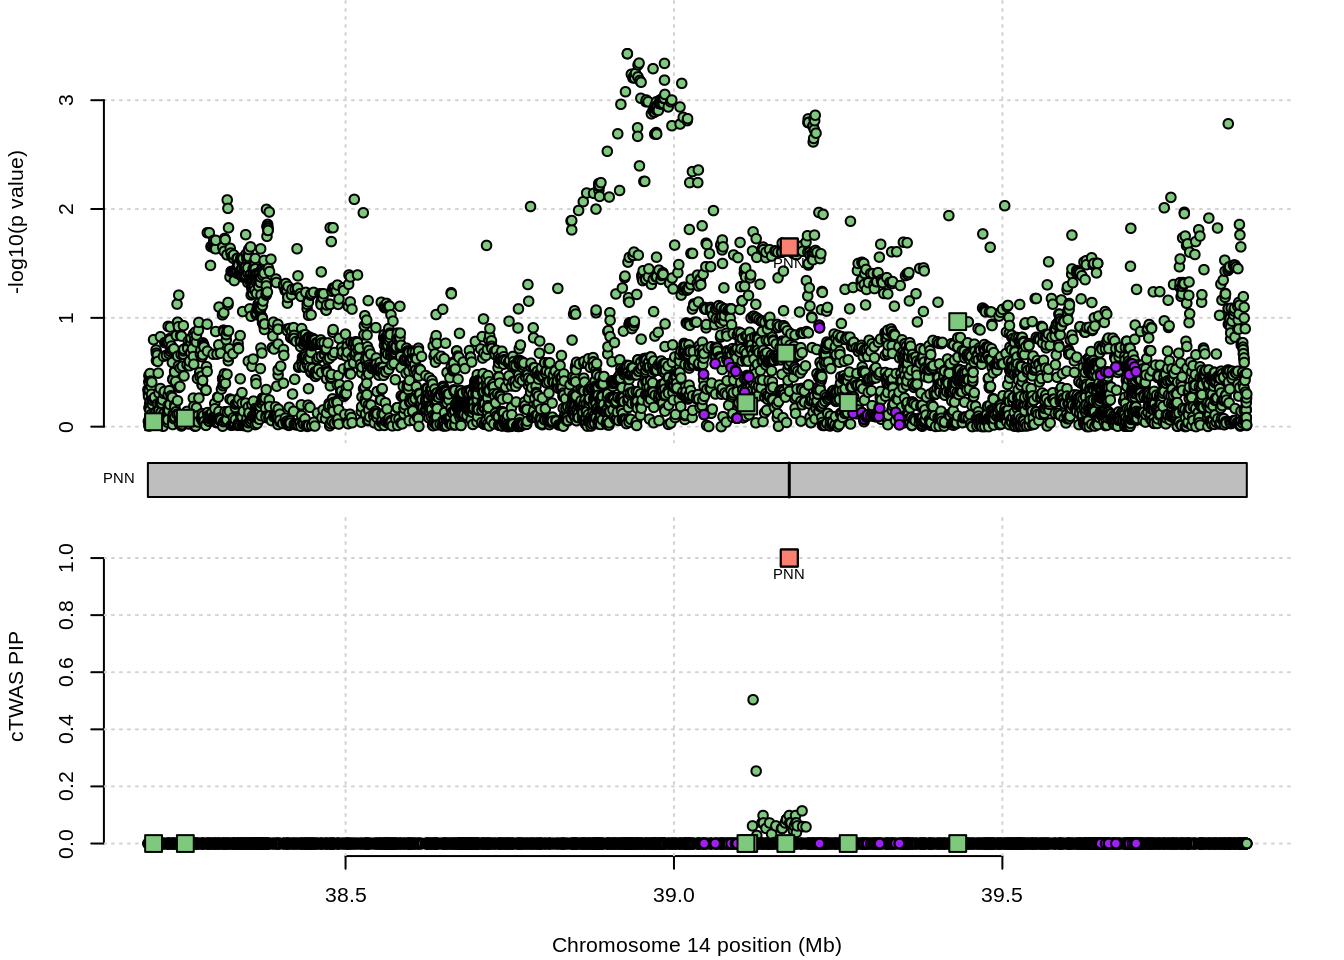 -log10(p value)
3
2
1
0
PNN
PNN
cTWAS PIP
1.0
0.8
0.6
0.4
0.2
0.0
PNN
38.5
39.0
39.5
Chromosome 14 position (Mb)